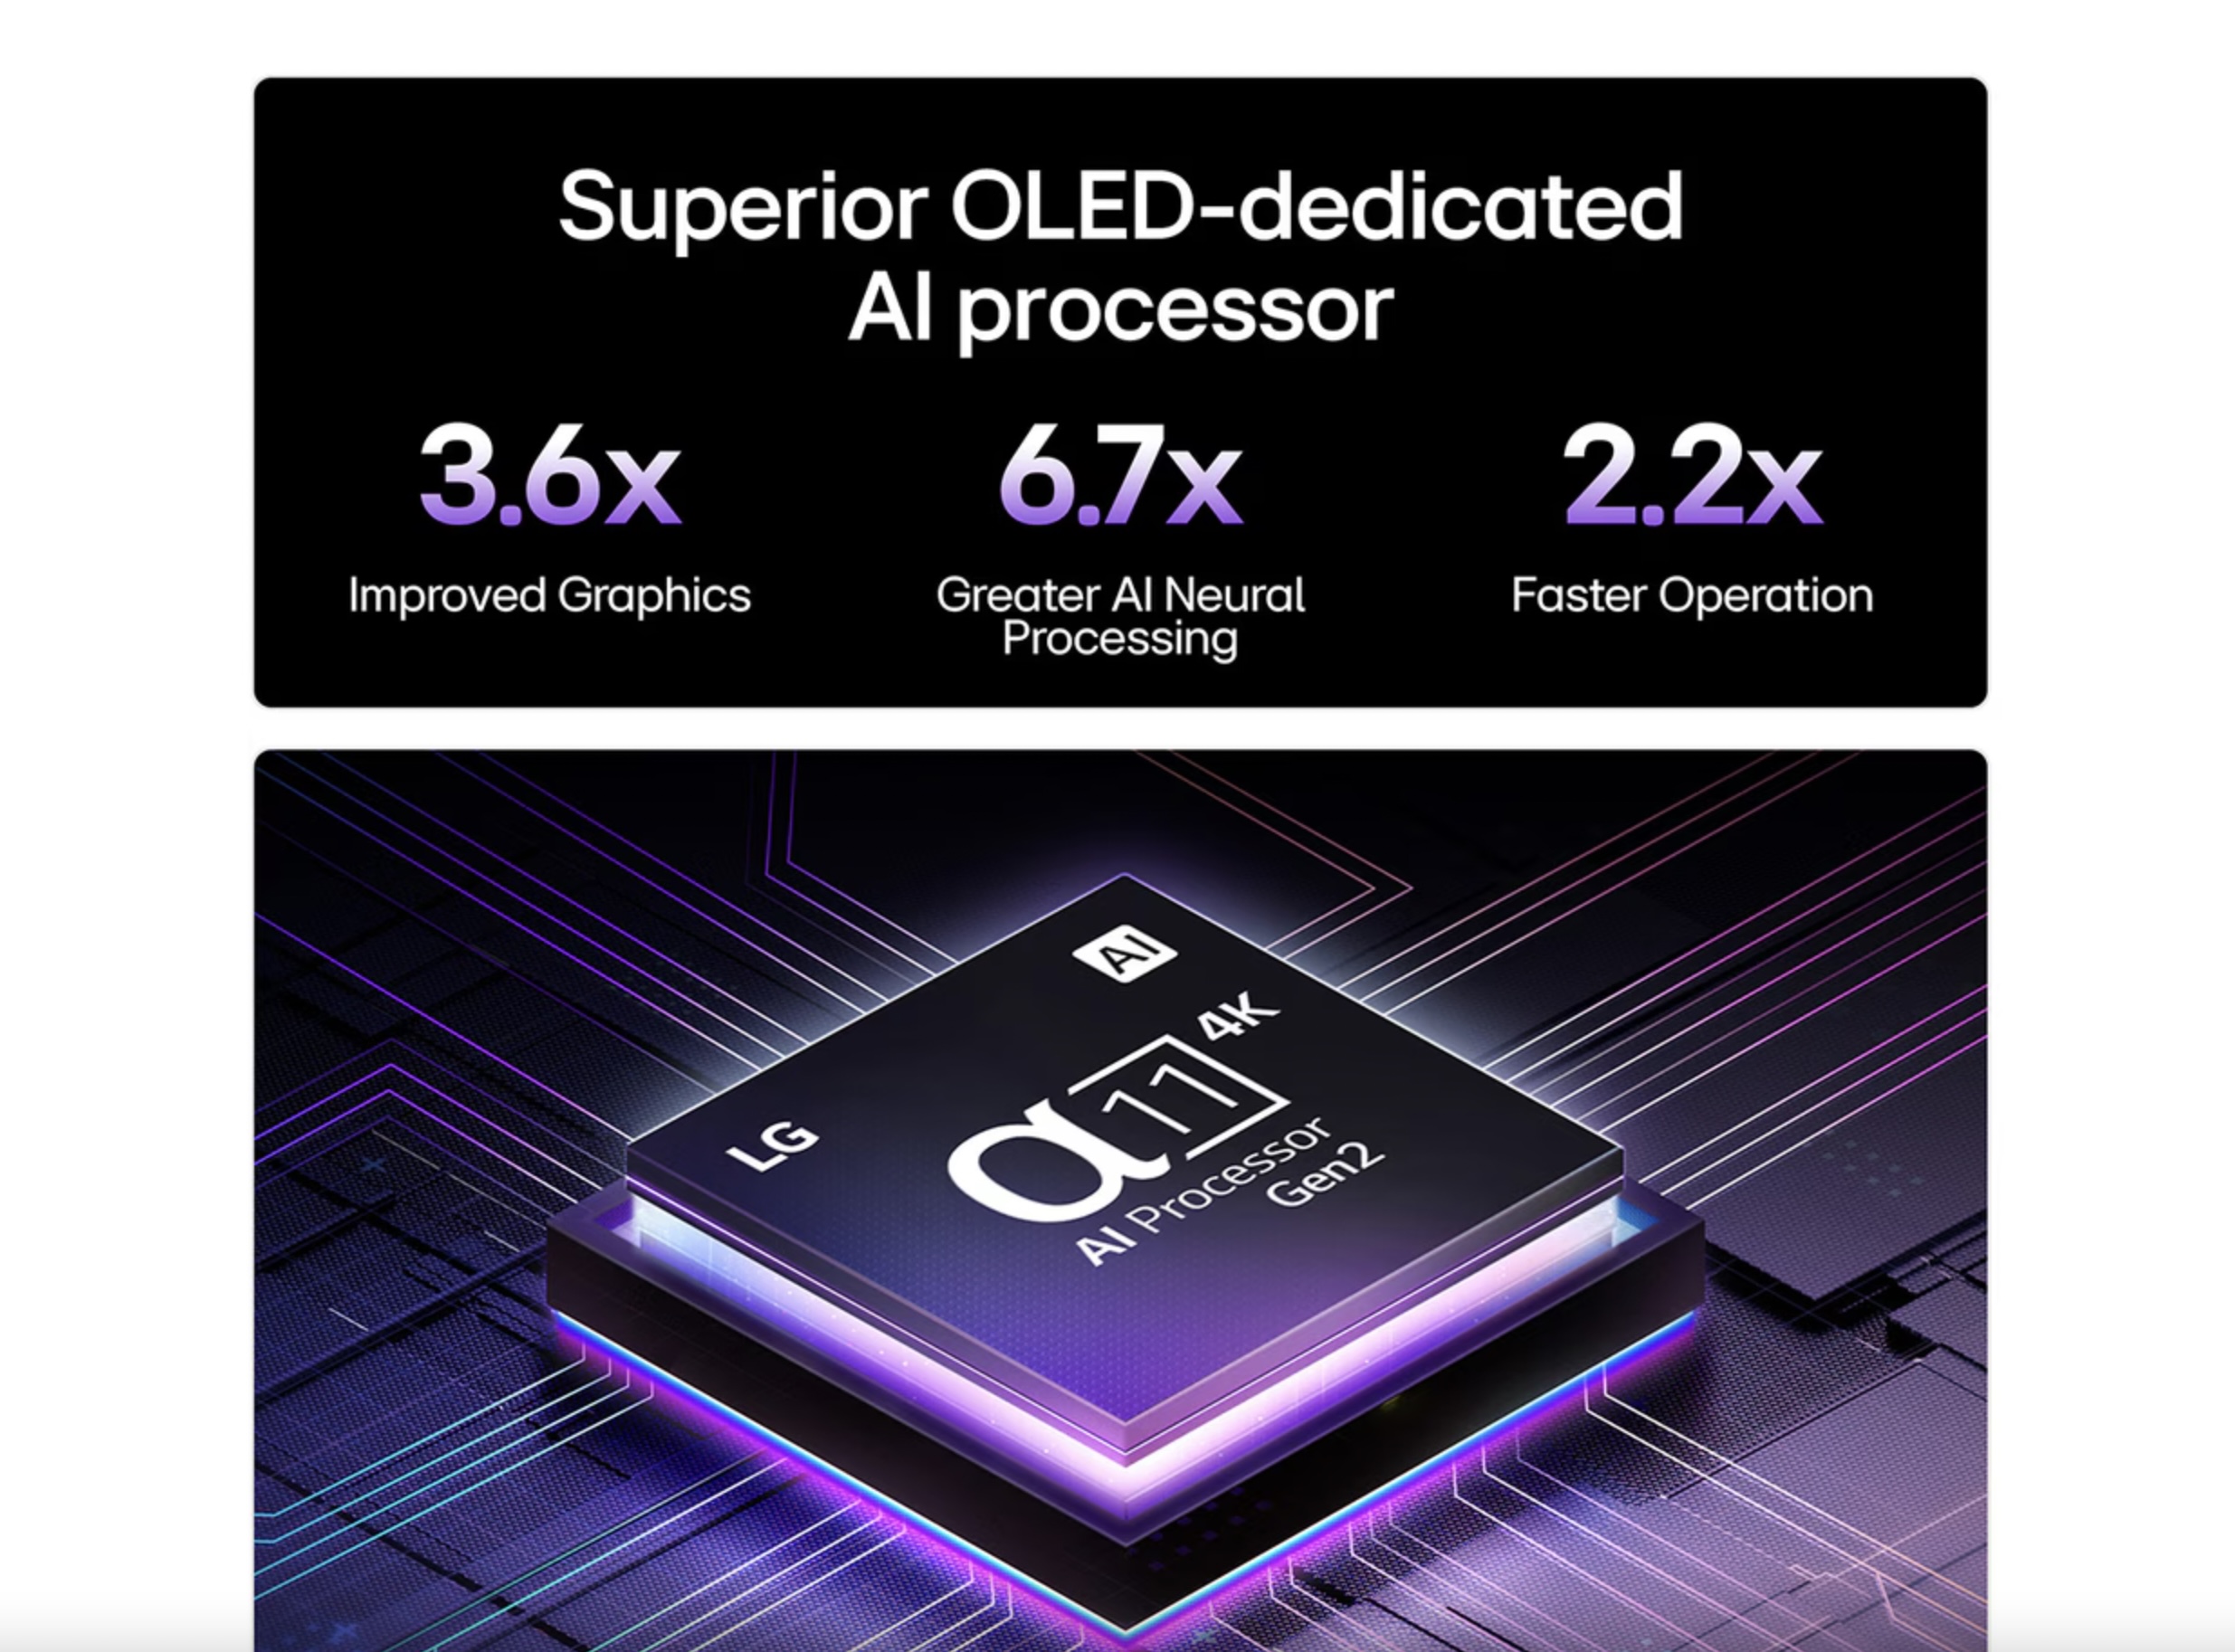 Superior OLED-dedicated
AI processor
3.6x
6.7x
2.2x
Improved Graphics
Greater AI Neural
Processing
Faster Operation
AI
4K
α11
LG
AI Processor
Gen2